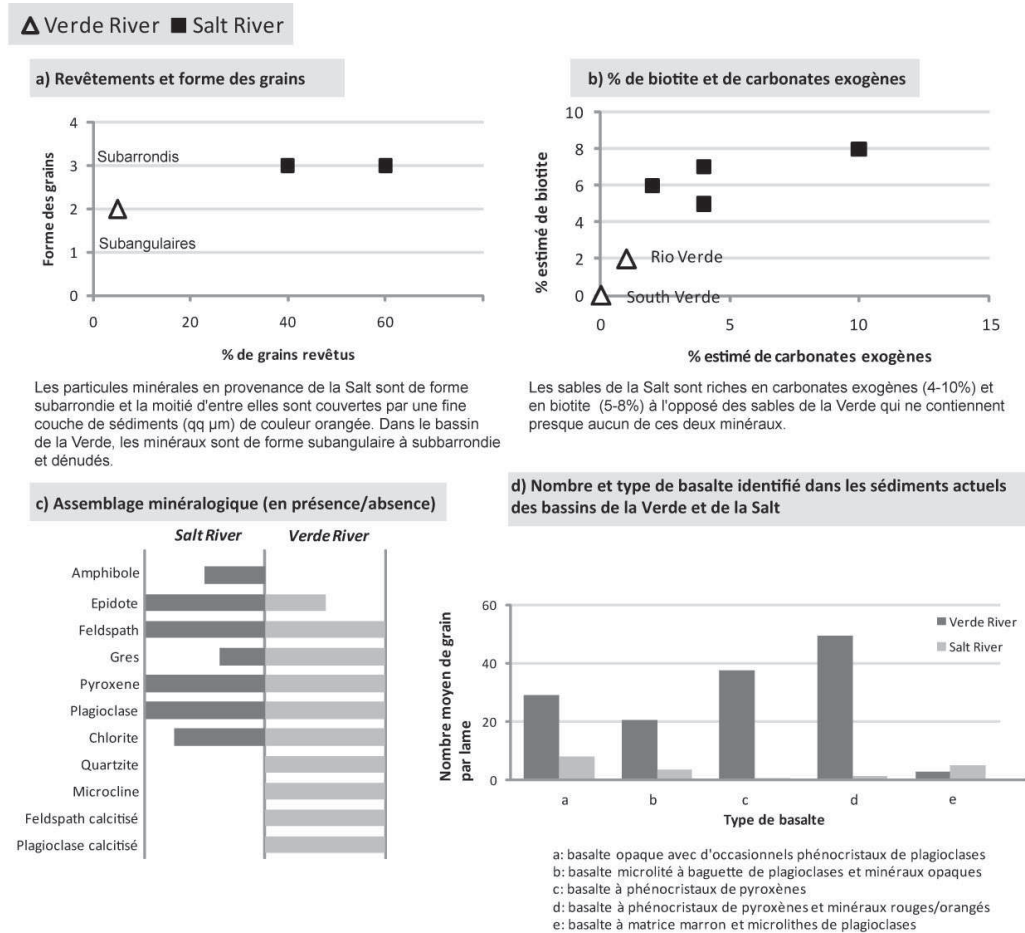 Verde River Salt River
a) Revêtements et forme des grains
4
3
2
1
0
Forme des grains
Subarrondis
Subangulaires
0 20 40 60
% de grains revêtus
Les particules minérales en provenance de la Salt sont de forme
subarrondie et la moitié d'entre elles sont couvertes par une fine
couche de sédiments (qq µm) de couleur orangée. Dans le bassin
de la Verde, les minéraux sont de forme subangulaire à subbarrondie
et dénudés.
b) % de biotite et de carbonates exogènes
10
8
6
4
2
0
% estimé de biotite
Rio Verde
South Verde
0 5 10 15
% estimé de carbonates exogènes
Les sables de la Salt sont riches en carbonates exogènes (4-10%) et
en biotite (5-8%) à l'opposé des sables de la Verde qui ne contiennent
presque aucun de ces deux minéraux.
c) Assemblage minéralogique (en présence/absence)
Salt River Verde River
Amphibole
Epidote
Feldspath
Gres
Pyroxene
Plagioclase
Chlorite
Quartzite
Microcline
Feldspath calcitisé
Plagioclase calcitisé
d) Nombre et type de basalte identifié dans les sédiments actuels
des bassins de la Verde et de la Salt
60
40
20
0
Nombre moyen de grain
par lame
Verde River
Salt River
a b c d e
Type de basalte
a: basalte opaque avec d'occasionnels phénocristaux de plagioclases
b: basalte microlité à baguette de plagioclases et minéraux opaques
c: basalte à phénocristaux de pyroxènes
d: basalte à phénocristaux de pyroxènes et minéraux rouges/orangés
e: basalte à matrice marron et microlithes de plagioclases